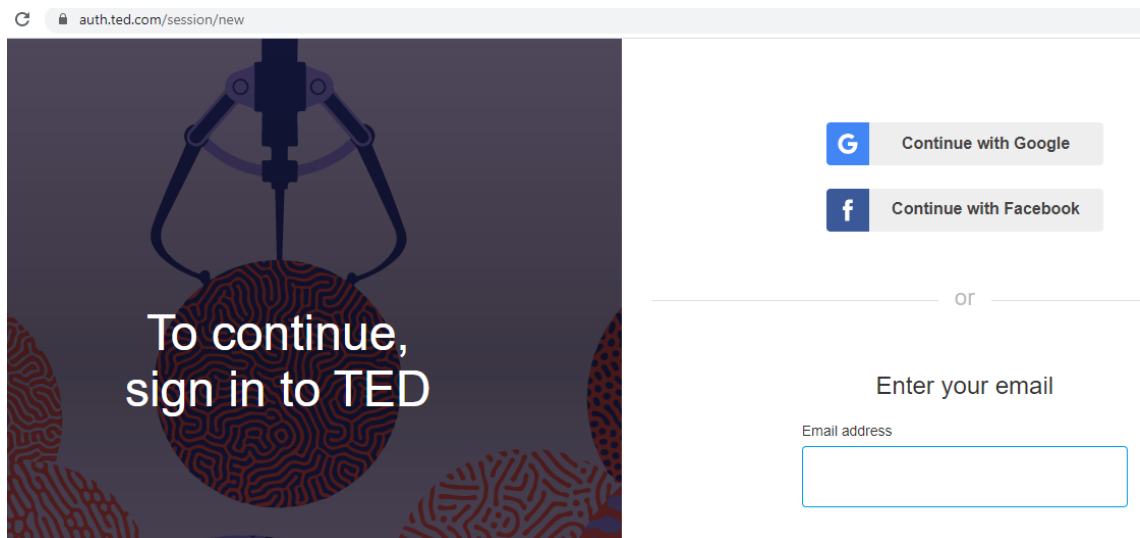 auth.ted.com/session/new
To continue,
sign in to TED
G Continue with Google
f Continue with Facebook
or
Enter your email
Email address